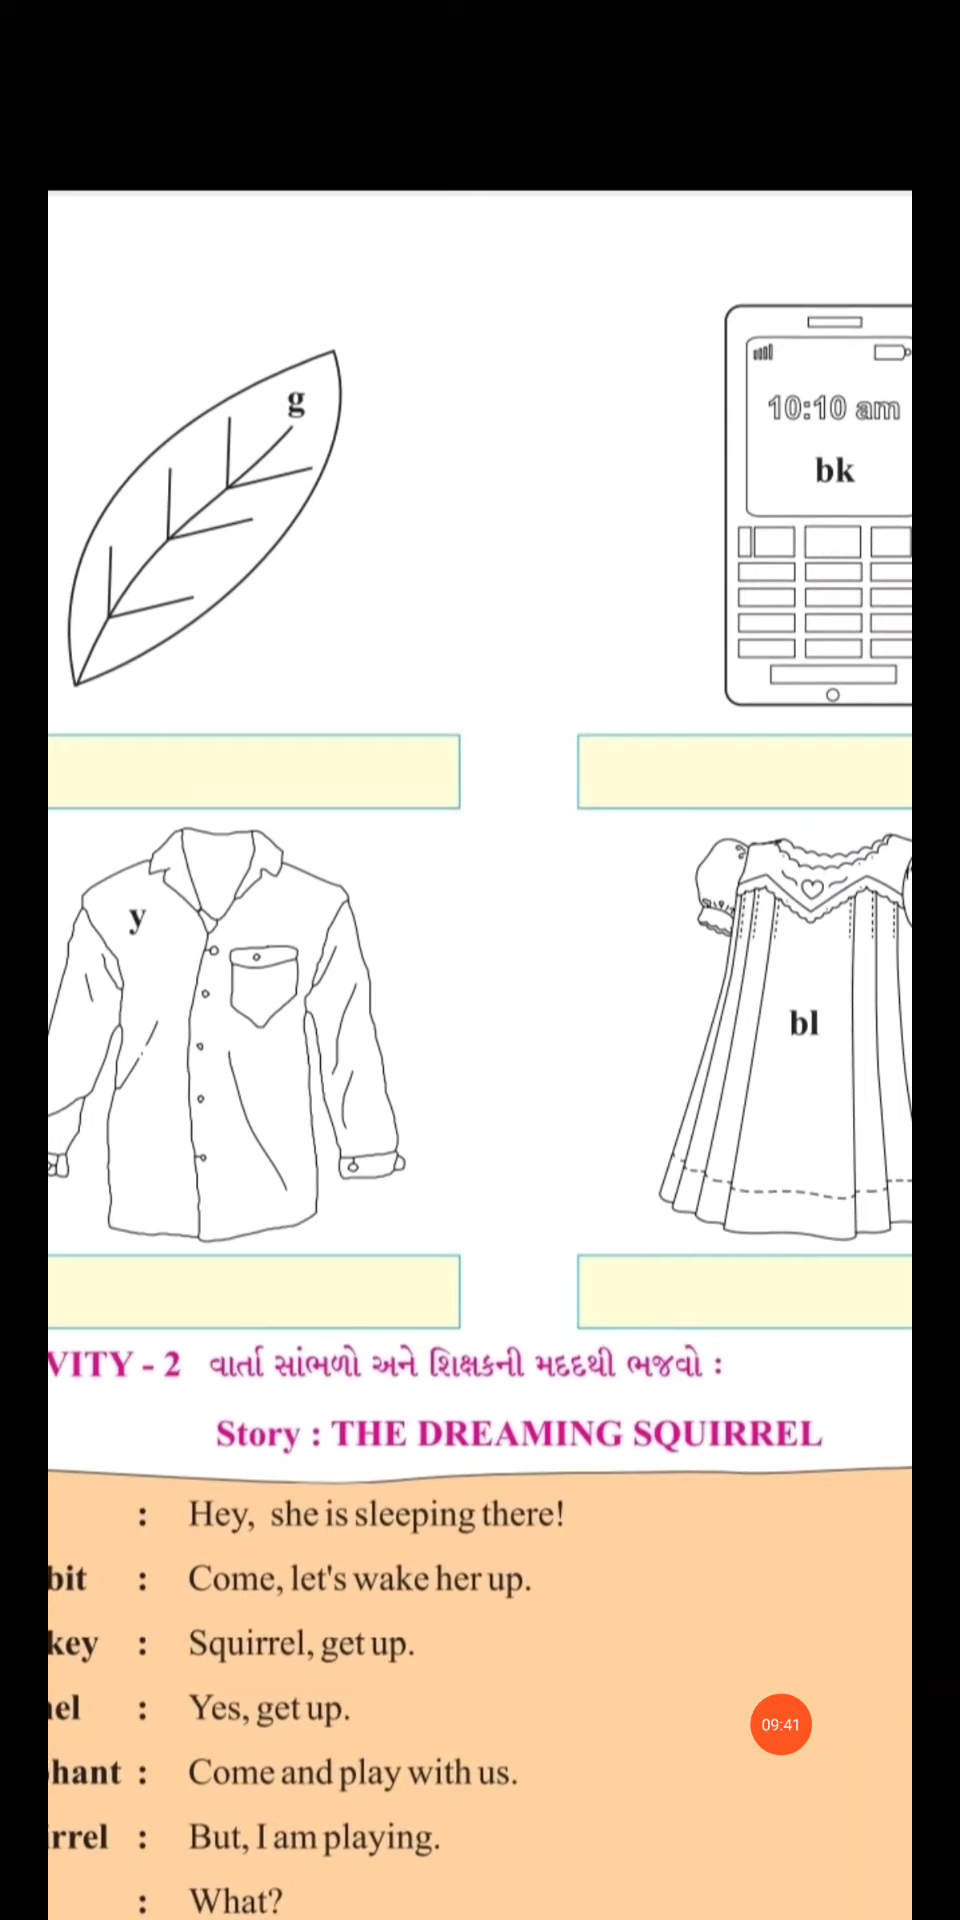 g
10:10 am
bk
y
bl
VITY - 2 વાર્તા સાંભળો અને શિક્ષકની મદદથી ભજવો :
Story : THE DREAMING SQUIRREL
: Hey, she is sleeping there!
bit : Come, let's wake her up.
key : Squirrel, get up.
el : Yes, get up.
hant : Come and play with us.
rrel : But, I am playing.
: What?
09:41